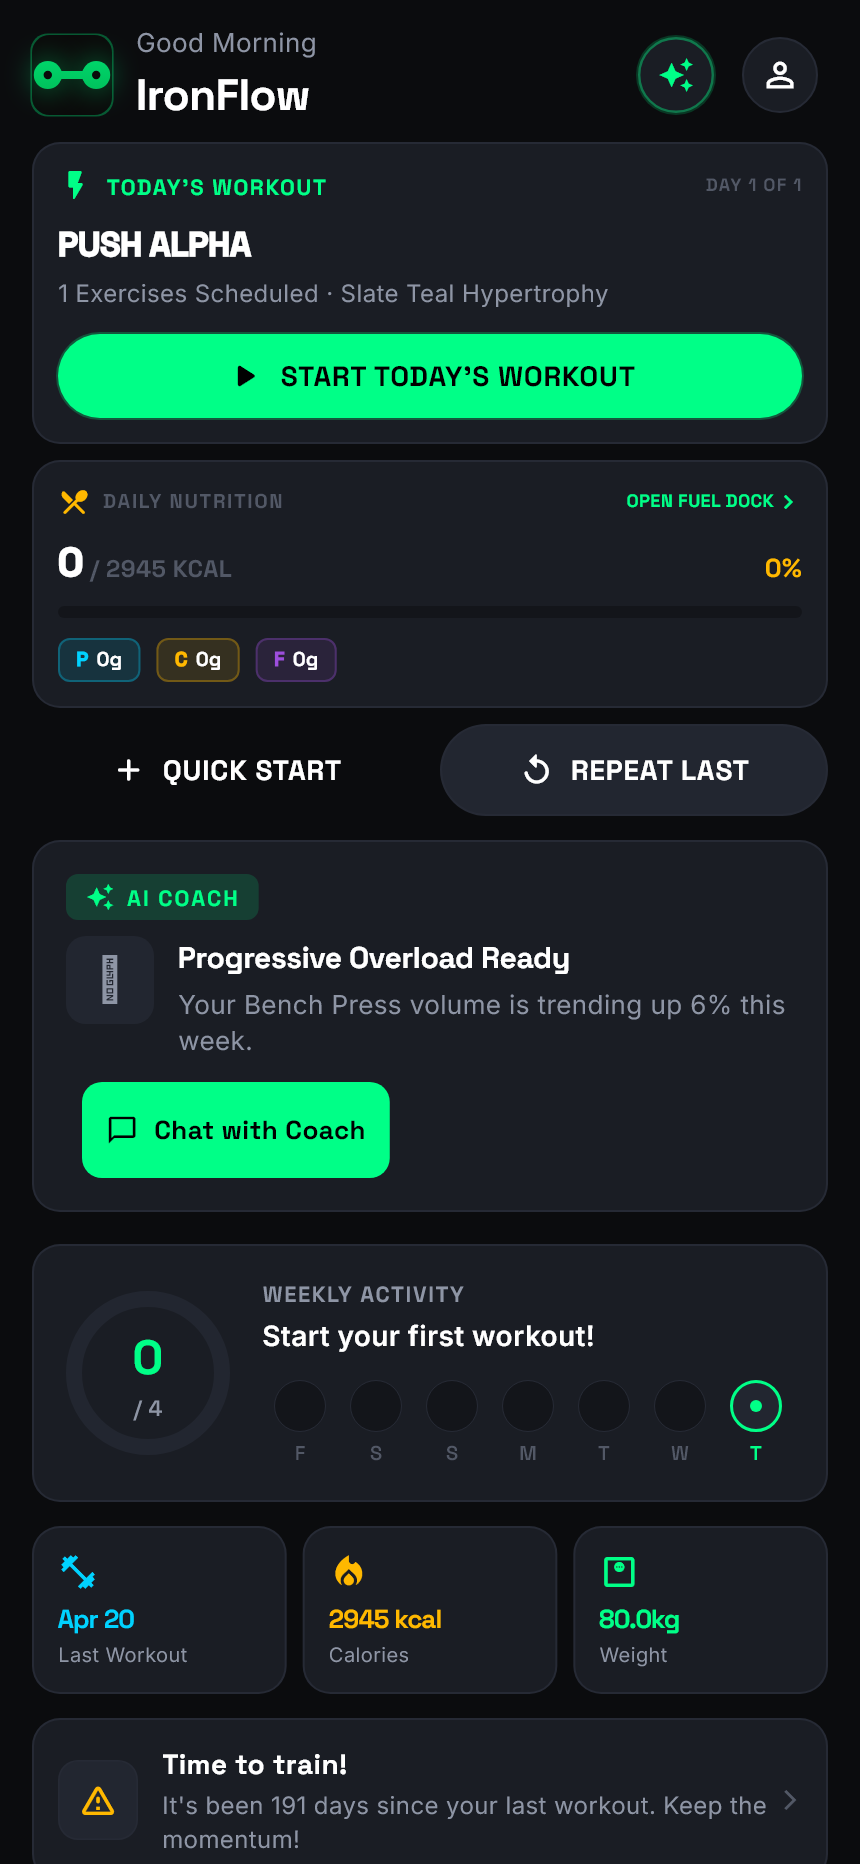 Good Morning
IronFlow
TODAY'S WORKOUT
DAY 1 OF 1
PUSH ALPHA
1 Exercises Scheduled · Slate Teal Hypertrophy
START TODAY'S WORKOUT
DAILY NUTRITION
OPEN FUEL DOCK
0 / 2945 KCAL
0%
P 0g
C 0g
F 0g
QUICK START
REPEAT LAST
AI COACH
NO GLYPH
Progressive Overload Ready
Your Bench Press volume is trending up 6% this
week.
Chat with Coach
WEEKLY ACTIVITY
Start your first workout!
0
/ 4
F S S M T W T
Apr 20
Last Workout
2945 kcal
Calories
80.0kg
Weight
Time to train!
It's been 191 days since your last workout. Keep the
momentum!